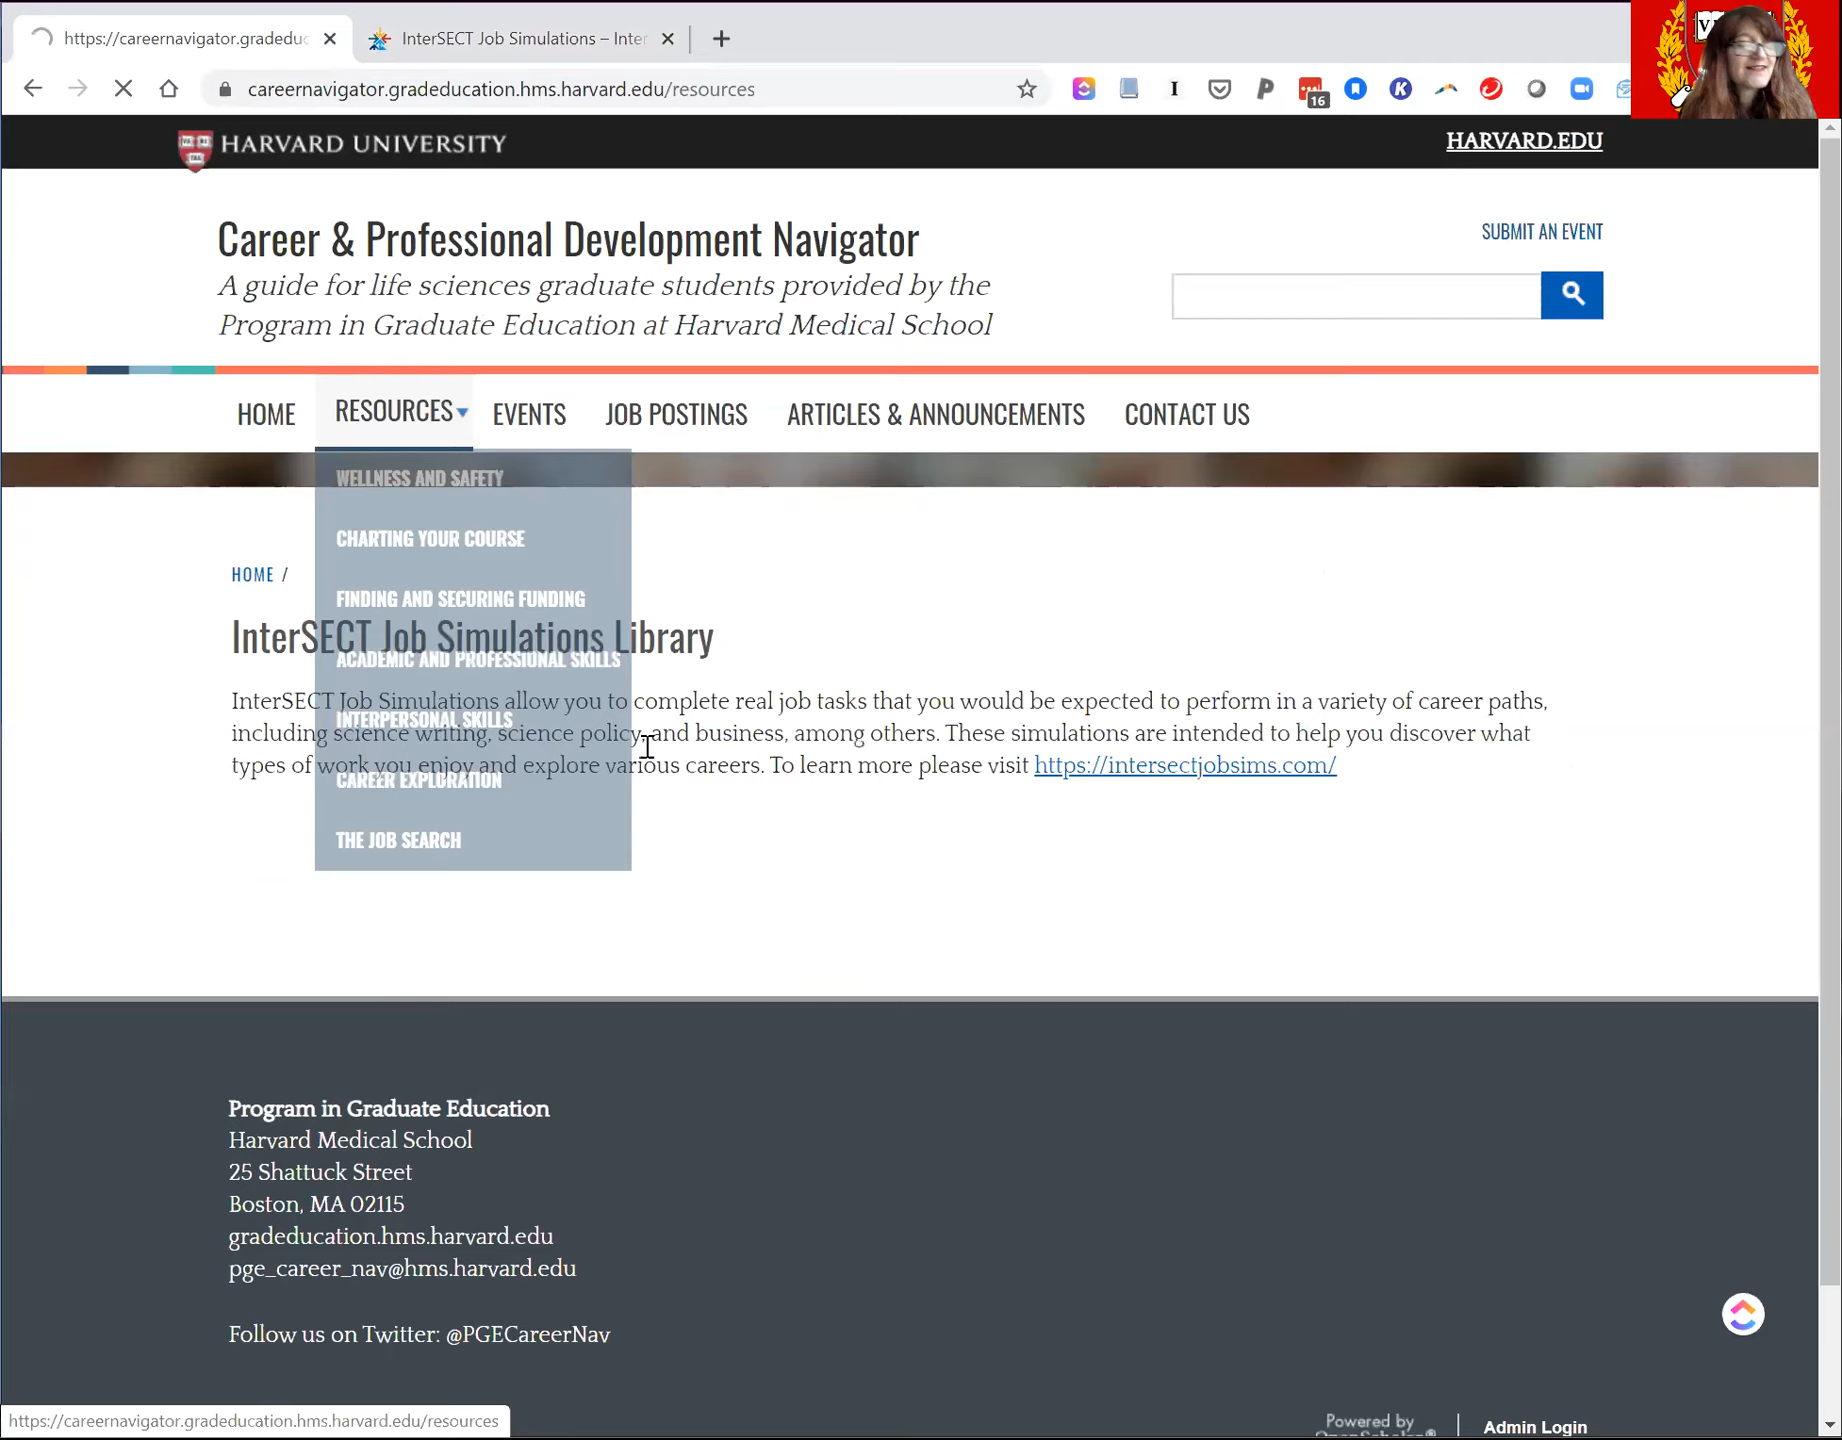 https://careernavigator.gradeduc
InterSECT Job Simulations – Inter
careernavigator.gradeducation.hms.harvard.edu/resources
I
P
16
K
HARVARD UNIVERSITY
HARVARD.EDU
Career & Professional Development Navigator
A guide for life sciences graduate students provided by the
Program in Graduate Education at Harvard Medical School
SUBMIT AN EVENT
HOME
RESOURCES
EVENTS
JOB POSTINGS
ARTICLES & ANNOUNCEMENTS
CONTACT US
WELLNESS AND SAFETY
CHARTING YOUR COURSE
FINDING AND SECURING FUNDING
ACADEMIC AND PROFESSIONAL SKILLS
INTERPERSONAL SKILLS
CAREER EXPLORATION
THE JOB SEARCH
HOME /
InterSECT Job Simulations Library
InterSECT Job Simulations allow you to complete real job tasks that you would be expected to perform in a variety of career paths,
including science writing, science policy, and business, among others. These simulations are intended to help you discover what
types of work you enjoy and explore various careers. To learn more please visit https://intersectjobsims.com/
Program in Graduate Education
Harvard Medical School
25 Shattuck Street
Boston, MA 02115
gradeducation.hms.harvard.edu
pge_career_nav@hms.harvard.edu
Follow us on Twitter: @PGECareerNav
https://careernavigator.gradeducation.hms.harvard.edu/resources
Powered by
OpenScholar®
Admin Login